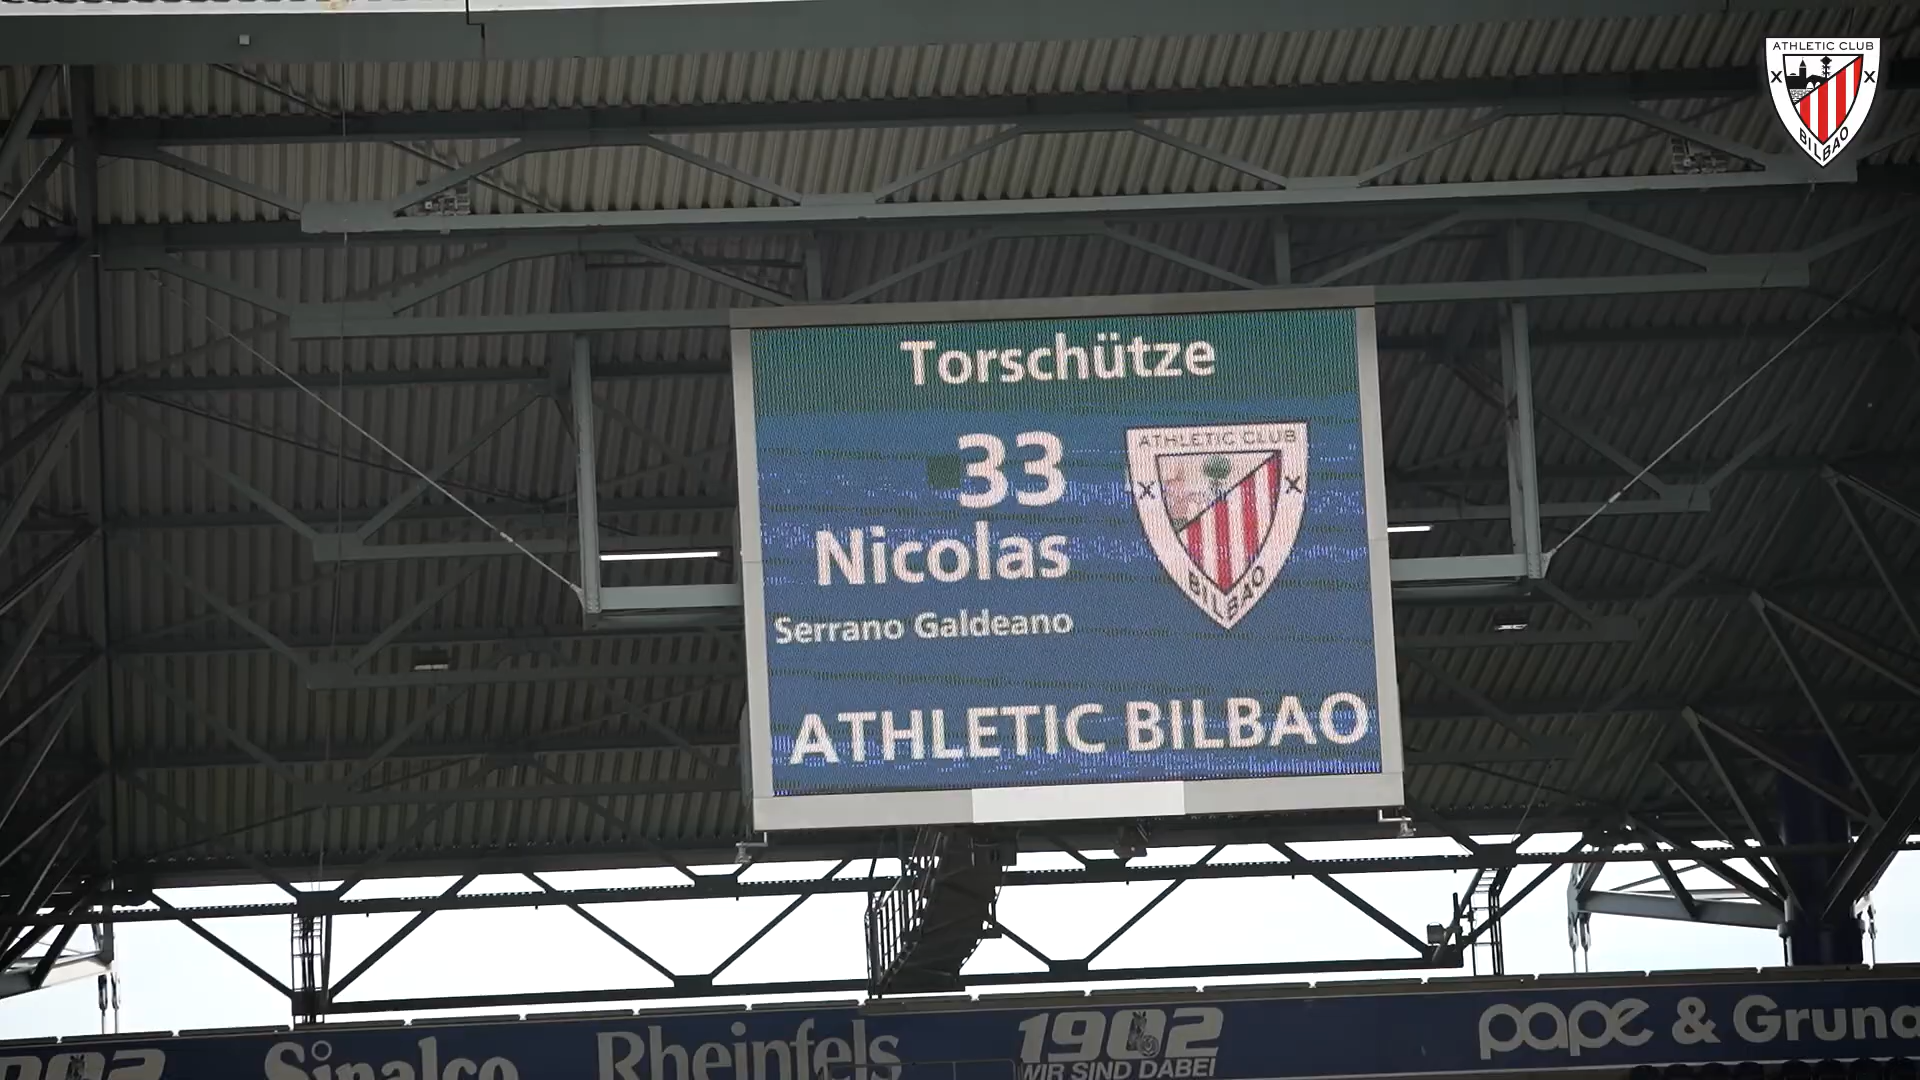 ATHLETIC CLUB
BILBAO
Torschütze
33
Nicolas
Serrano Galdeano
ATHLETIC CLUB
BILBAO
ATHLETIC BILBAO
Sinalco
Rheinfels
1902
WIR SIND DABEI
pape & Gruna